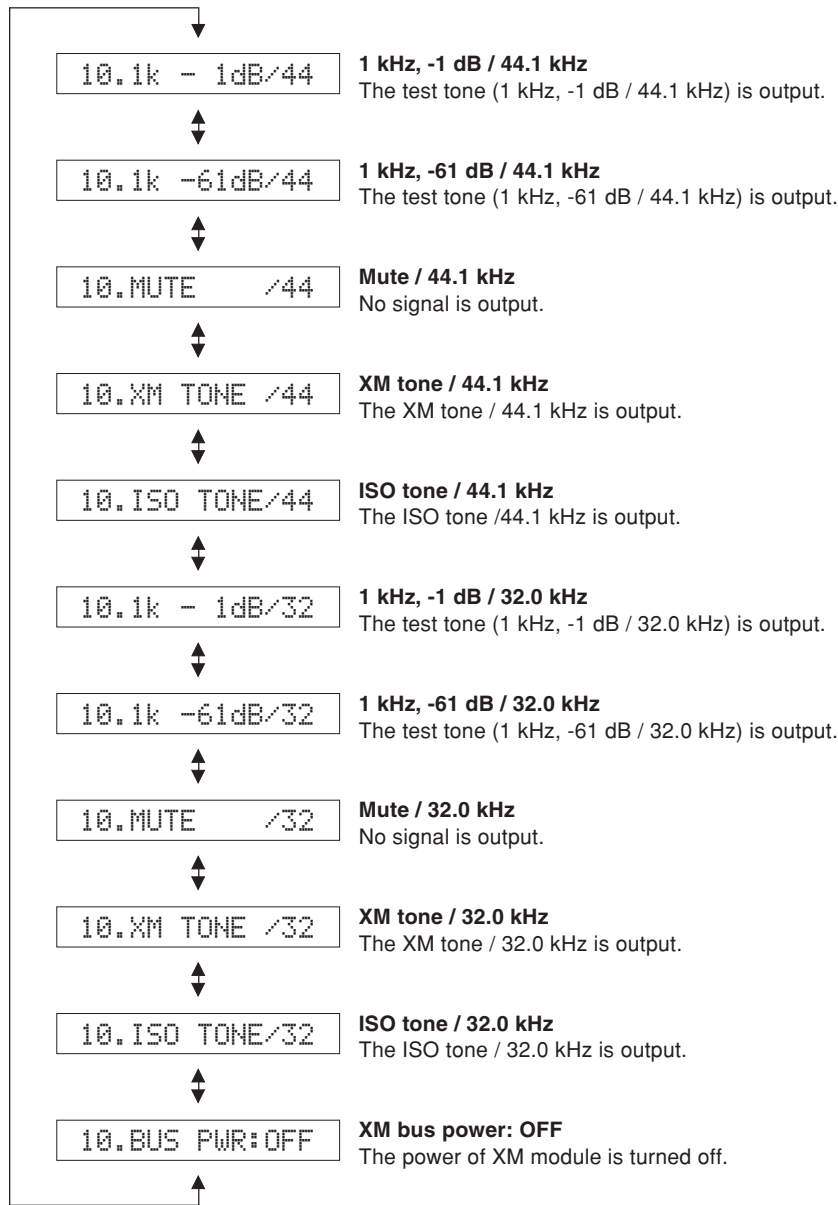 10.1k - 1dB/44
1 kHz, -1 dB / 44.1 kHz
The test tone (1 kHz, -1 dB / 44.1 kHz) is output.
10.1k -61dB/44
1 kHz, -61 dB / 44.1 kHz
The test tone (1 kHz, -61 dB / 44.1 kHz) is output.
10.MUTE /44
Mute / 44.1 kHz
No signal is output.
10.XM TONE /44
XM tone / 44.1 kHz
The XM tone / 44.1 kHz is output.
10.ISO TONE/44
ISO tone / 44.1 kHz
The ISO tone /44.1 kHz is output.
10.1k - 1dB/32
1 kHz, -1 dB / 32.0 kHz
The test tone (1 kHz, -1 dB / 32.0 kHz) is output.
10.1k -61dB/32
1 kHz, -61 dB / 32.0 kHz
The test tone (1 kHz, -61 dB / 32.0 kHz) is output.
10.MUTE /32
Mute / 32.0 kHz
No signal is output.
10.XM TONE /32
XM tone / 32.0 kHz
The XM tone / 32.0 kHz is output.
10.ISO TONE/32
ISO tone / 32.0 kHz
The ISO tone / 32.0 kHz is output.
10.BUS PWR:OFF
XM bus power: OFF
The power of XM module is turned off.